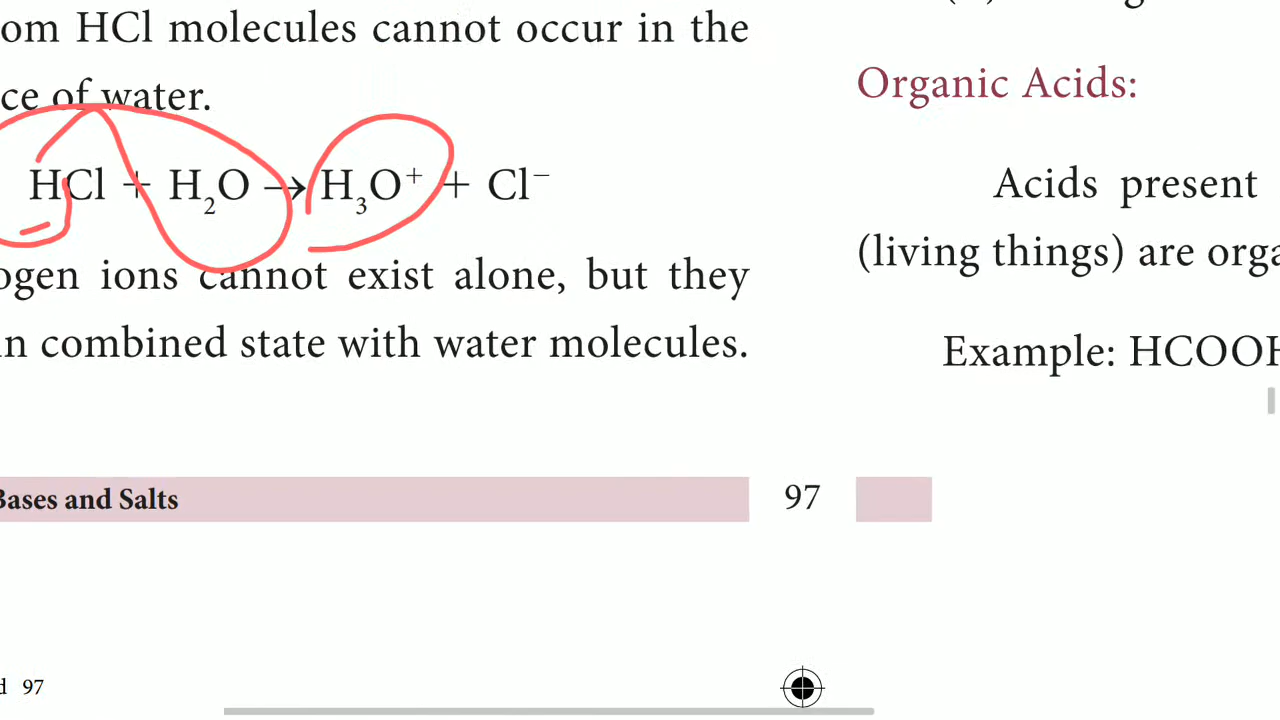 om HCl molecules cannot occur in the
ce of water.
HCl + H₂O → H₃O⁺ + Cl⁻
ogen ions cannot exist alone, but they
in combined state with water molecules.
Bases and Salts
97
d 97
Organic Acids:
Acids present
(living things) are orga
Example: HCOOH